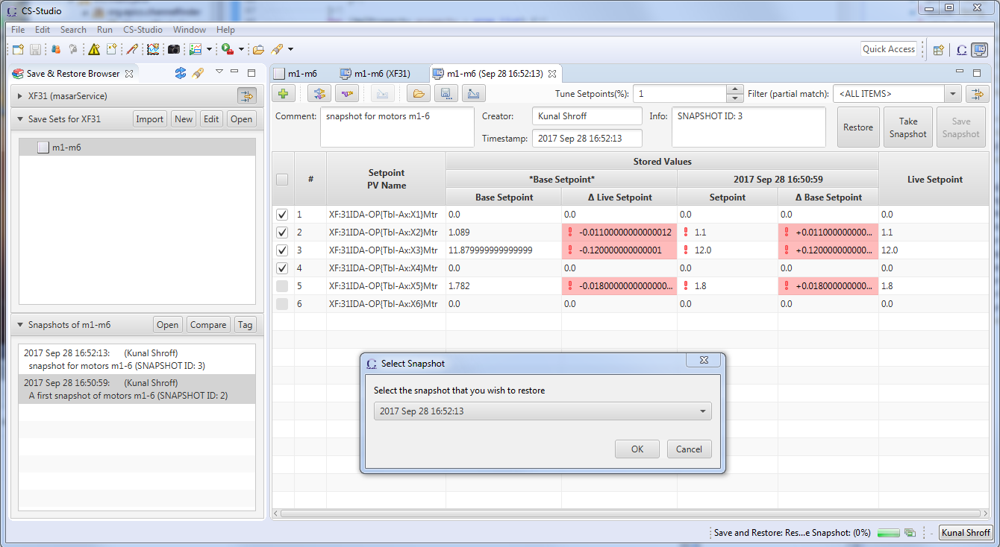 CS-Studio
File Edit Search Run CS-Studio Window Help
Quick Access
Save & Restore Browser
m1-m6
m1-m6 (XF31)
m1-m6 (Sep 28 16:52:13)
XF31 (masarService)
Save Sets for XF31 Import New Edit Open
m1-m6
Snapshots of m1-m6 Open Compare Tag
2017 Sep 28 16:52:13: (Kunal Shroff)
snapshot for motors m1-m6 (SNAPSHOT ID: 3)
2017 Sep 28 16:50:59: (Kunal Shroff)
A first snapshot of motors m1-m6 (SNAPSHOT ID: 2)
Tune Setpoints(%): 1 Filter (partial match): <ALL ITEMS>
Comment: snapshot for motors m1-m6 Creator: Kunal Shroff Info: SNAPSHOT ID: 3
Timestamp: 2017 Sep 28 16:52:13
Restore
Take Snapshot
Save Snapshot
# Setpoint PV Name Stored Values Live Setpoint
*Base Setpoint* 2017 Sep 28 16:50:59
Base Setpoint Δ Live Setpoint Setpoint Δ Base Setpoint
1 XF:31IDA-OP{Tbl-Ax:X1}Mtr 0.0 0.0 0.0 0.0 0.0
2 XF:31IDA-OP{Tbl-Ax:X2}Mtr 1.089 -0.01100000000000012 1.1 +0.011000000000... 1.1
3 XF:31IDA-OP{Tbl-Ax:X3}Mtr 11.879999999999999 -0.120000000000001 12.0 +0.120000000000... 12.0
4 XF:31IDA-OP{Tbl-Ax:X4}Mtr 0.0 0.0 0.0 0.0 0.0
5 XF:31IDA-OP{Tbl-Ax:X5}Mtr 1.782 -0.0180000000000000... 1.8 +0.018000000000... 1.8
6 XF:31IDA-OP{Tbl-Ax:X6}Mtr 0.0 0.0 0.0 0.0 0.0
Select Snapshot
Select the snapshot that you wish to restore
2017 Sep 28 16:52:13
OK Cancel
Save and Restore: Res...e Snapshot: (0%)
Kunal Shroff